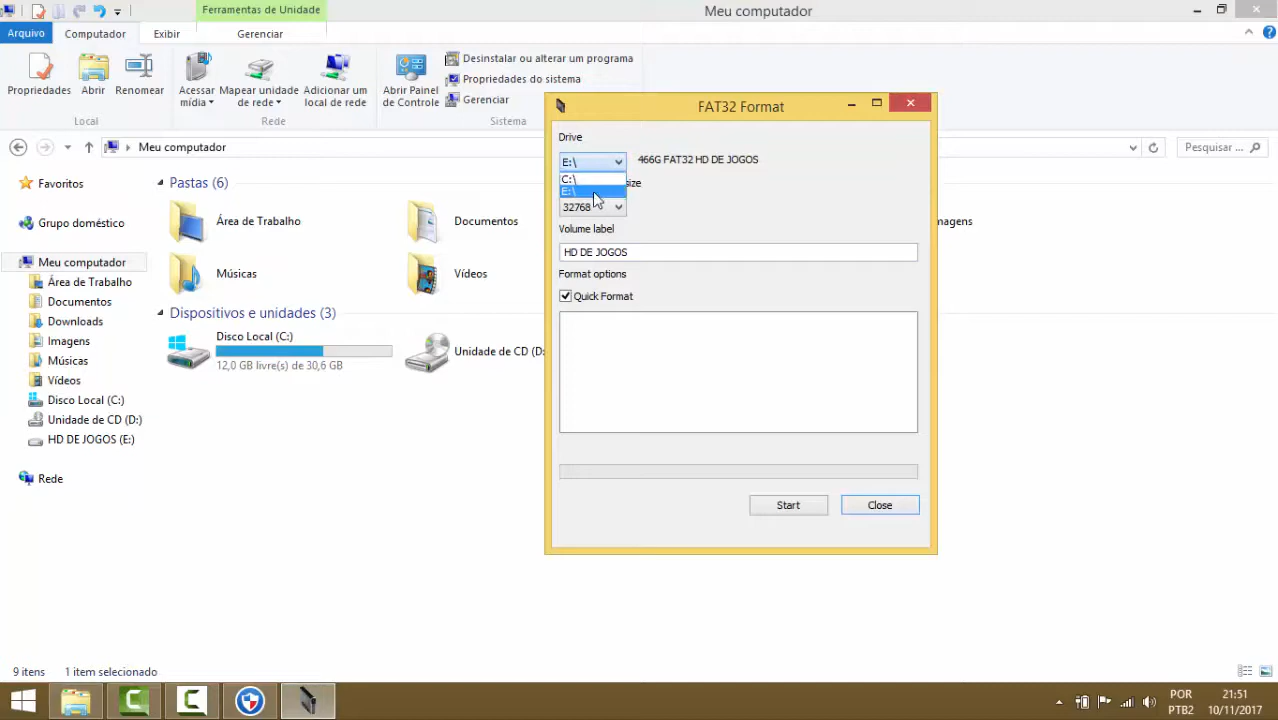 Ferramentas de Unidade
Meu computador
Arquivo
Computador
Exibir
Gerenciar
Propriedades
Abrir
Renomear
Local
Acessar
mídia
Mapear unidade
de rede
Adicionar um
local de rede
Rede
Abrir Painel
de Controle
Desinstalar ou alterar um programa
Propriedades do sistema
Gerenciar
Sistema
Meu computador
Pesquisar ...
Favoritos
Grupo doméstico
Meu computador
Área de Trabalho
Documentos
Downloads
Imagens
Músicas
Vídeos
Disco Local (C:)
Unidade de CD (D:)
HD DE JOGOS (E:)
Rede
Pastas (6)
Área de Trabalho
Documentos
Músicas
Vídeos
Dispositivos e unidades (3)
Disco Local (C:)
12,0 GB livre(s) de 30,6 GB
Unidade de CD (D:
FAT32 Format
Drive
E:\
466G FAT32 HD DE JOGOS
C:\
E:\
size
32768
Volume label
HD DE JOGOS
Format options
Quick Format
Start
Close
9 itens
1 item selecionado
POR
PTB2
21:51
10/11/2017